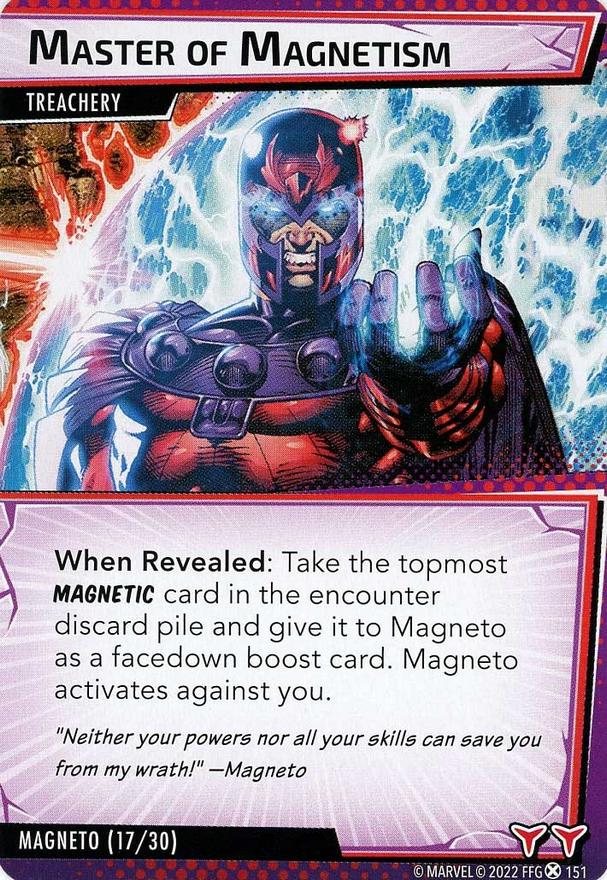 MASTER OF MAGNETISM
TREACHERY
When Revealed: Take the topmost
MAGNETIC card in the encounter
discard pile and give it to Magneto
as a facedown boost card. Magneto
activates against you.
"Neither your powers nor all your skills can save you
from my wrath!" —Magneto
MAGNETO (17/30)
© MARVEL © 2022 FFG 151